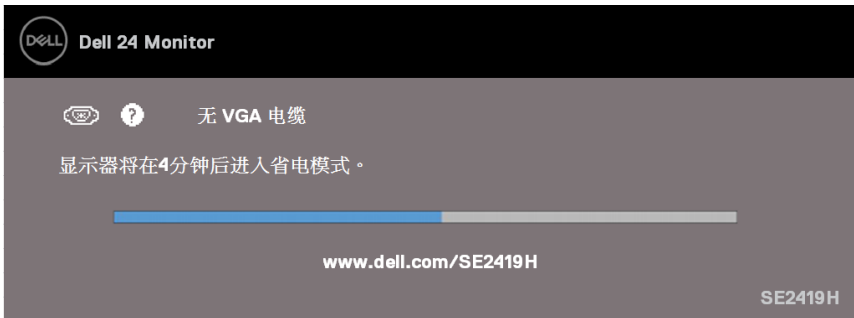 DELL
Dell 24 Monitor
无 VGA 电缆
显示器将在4分钟后进入省电模式。
www.dell.com/SE2419H
SE2419H